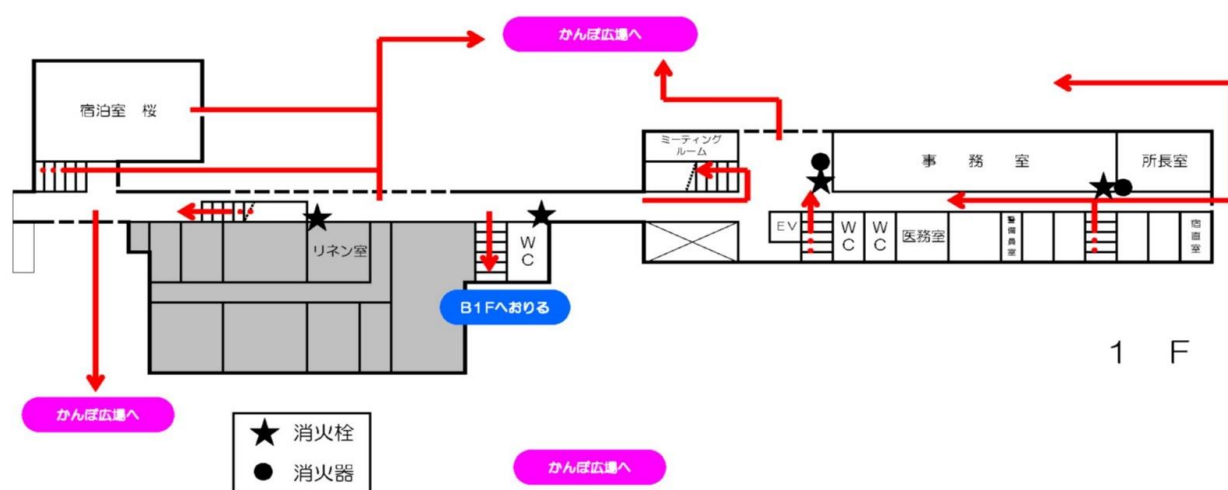 かんぽ広場へ
宿泊室 桜
ミーティング
ルーム
事 務 室
所長室
EV
WC
WC
医務室
警備員室
宿直室
リネン室
WC
B1Fへおりる
1 F
かんぽ広場へ
消火栓
消火器
かんぽ広場へ